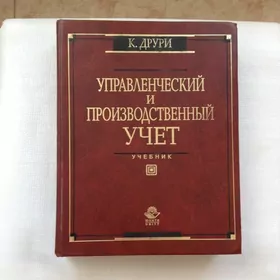 К. ДРУРИ
УПРАВЛЕНЧЕСКИЙ
И
ПРОИЗВОДСТВЕННЫЙ
УЧЕТ
УЧЕБНИК